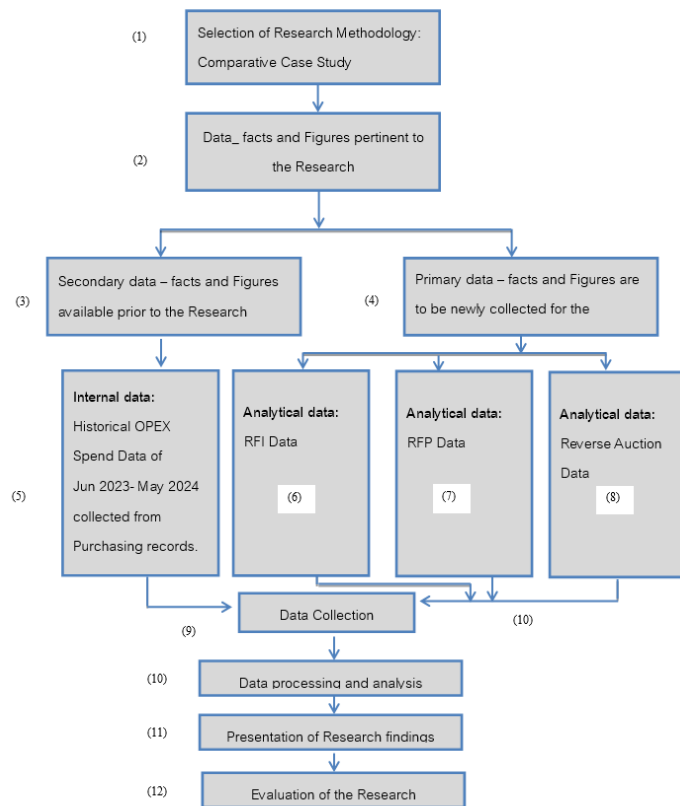 (1)
Selection of Research Methodology:
Comparative Case Study
(2)
Data_ facts and Figures pertinent to
the Research
(3)
Secondary data – facts and Figures
available prior to the Research
(4)
Primary data – facts and Figures are
to be newly collected for the
(5)
Internal data:
Historical OPEX
Spend Data of
Jun 2023- May 2024
collected from
Purchasing records.
Analytical data:
RFI Data
(6)
Analytical data:
RFP Data
(7)
Analytical data:
Reverse Auction
Data
(8)
(9)
Data Collection
(10)
(10)
Data processing and analysis
(11)
Presentation of Research findings
(12)
Evaluation of the Research